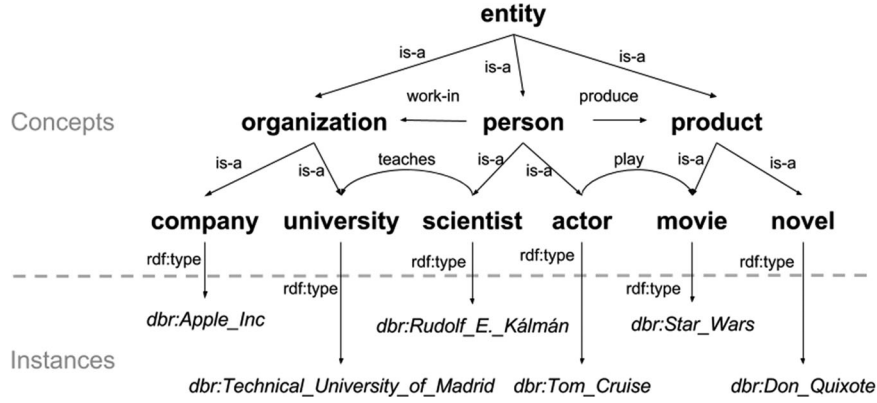 entity
is-a
is-a
is-a
Concepts
work-in
produce
organization
person
product
is-a
is-a
teaches
is-a
is-a
play
is-a
is-a
company
university
scientist
actor
movie
novel
rdf:type
rdf:type
rdf:type
rdf:type
rdf:type
rdf:type
dbr:Apple_Inc
dbr:Rudolf_E._Kálmán
dbr:Star_Wars
Instances
dbr:Technical_University_of_Madrid
dbr:Tom_Cruise
dbr:Don_Quixote